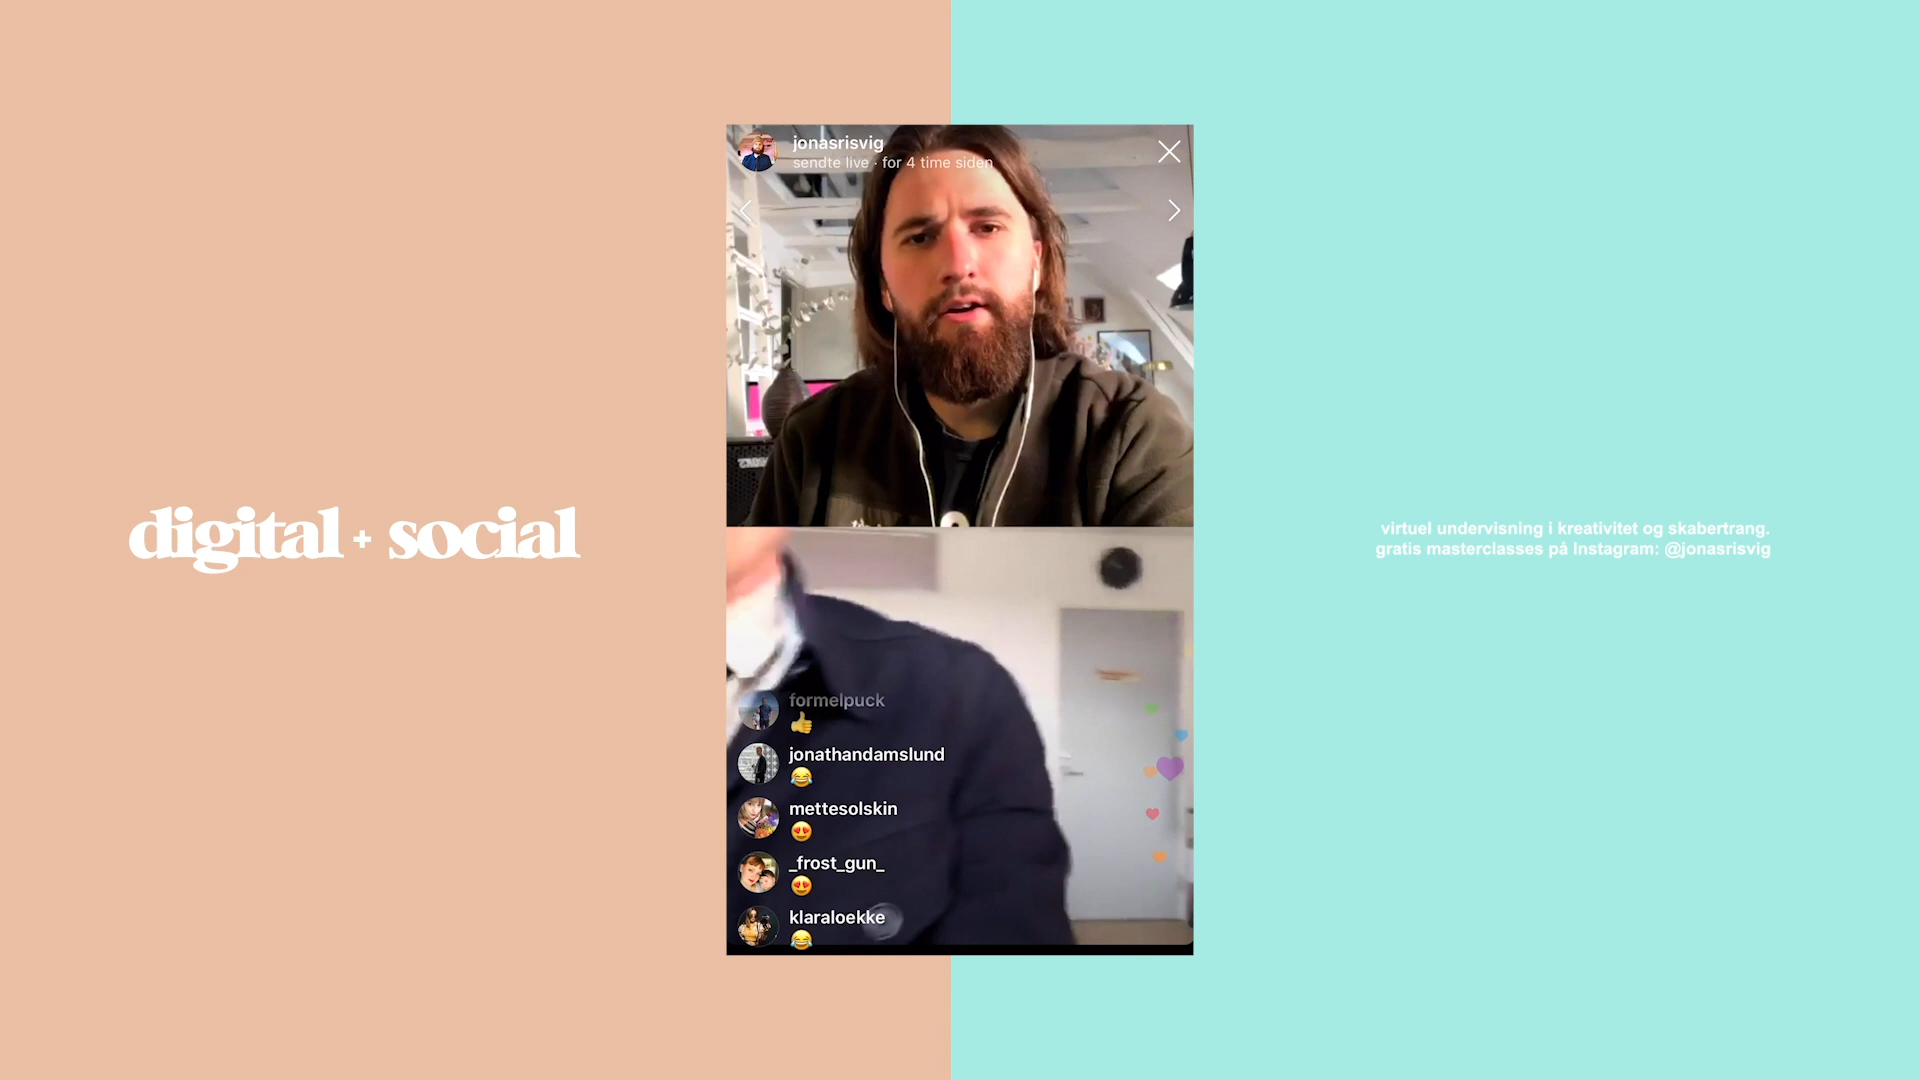 digital + social
jonasrisvig
sendte live · for 4 time siden
formelpuck
👍
jonathandamslund
😂
mettesolskin
😍
_frost_gun_
😍
klaraloekke
😂
virtuel undervisning i kreativitet og skabertrang.
gratis masterclasses på Instagram: @jonasrisvig